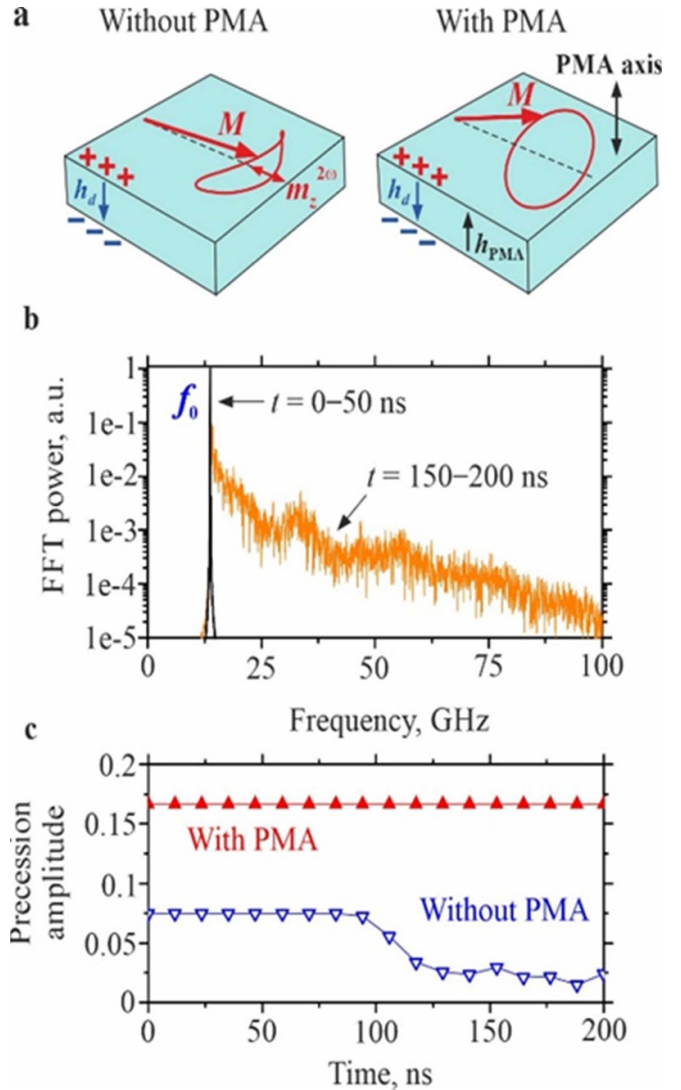 a
Without PMA
With PMA
PMA axis
M
M
+ + +
h_d
− − −
m_z^2ω
+ + +
h_d
− − −
h_PMA
b
FFT power, a.u.
1
1e-1
1e-2
1e-3
1e-4
1e-5
f_0
t = 0–50 ns
t = 150–200 ns
0 25 50 75 100
Frequency, GHz
c
Precession
amplitude
0.2
0.15
0.1
0.05
0
With PMA
Without PMA
0 50 100 150 200
Time, ns